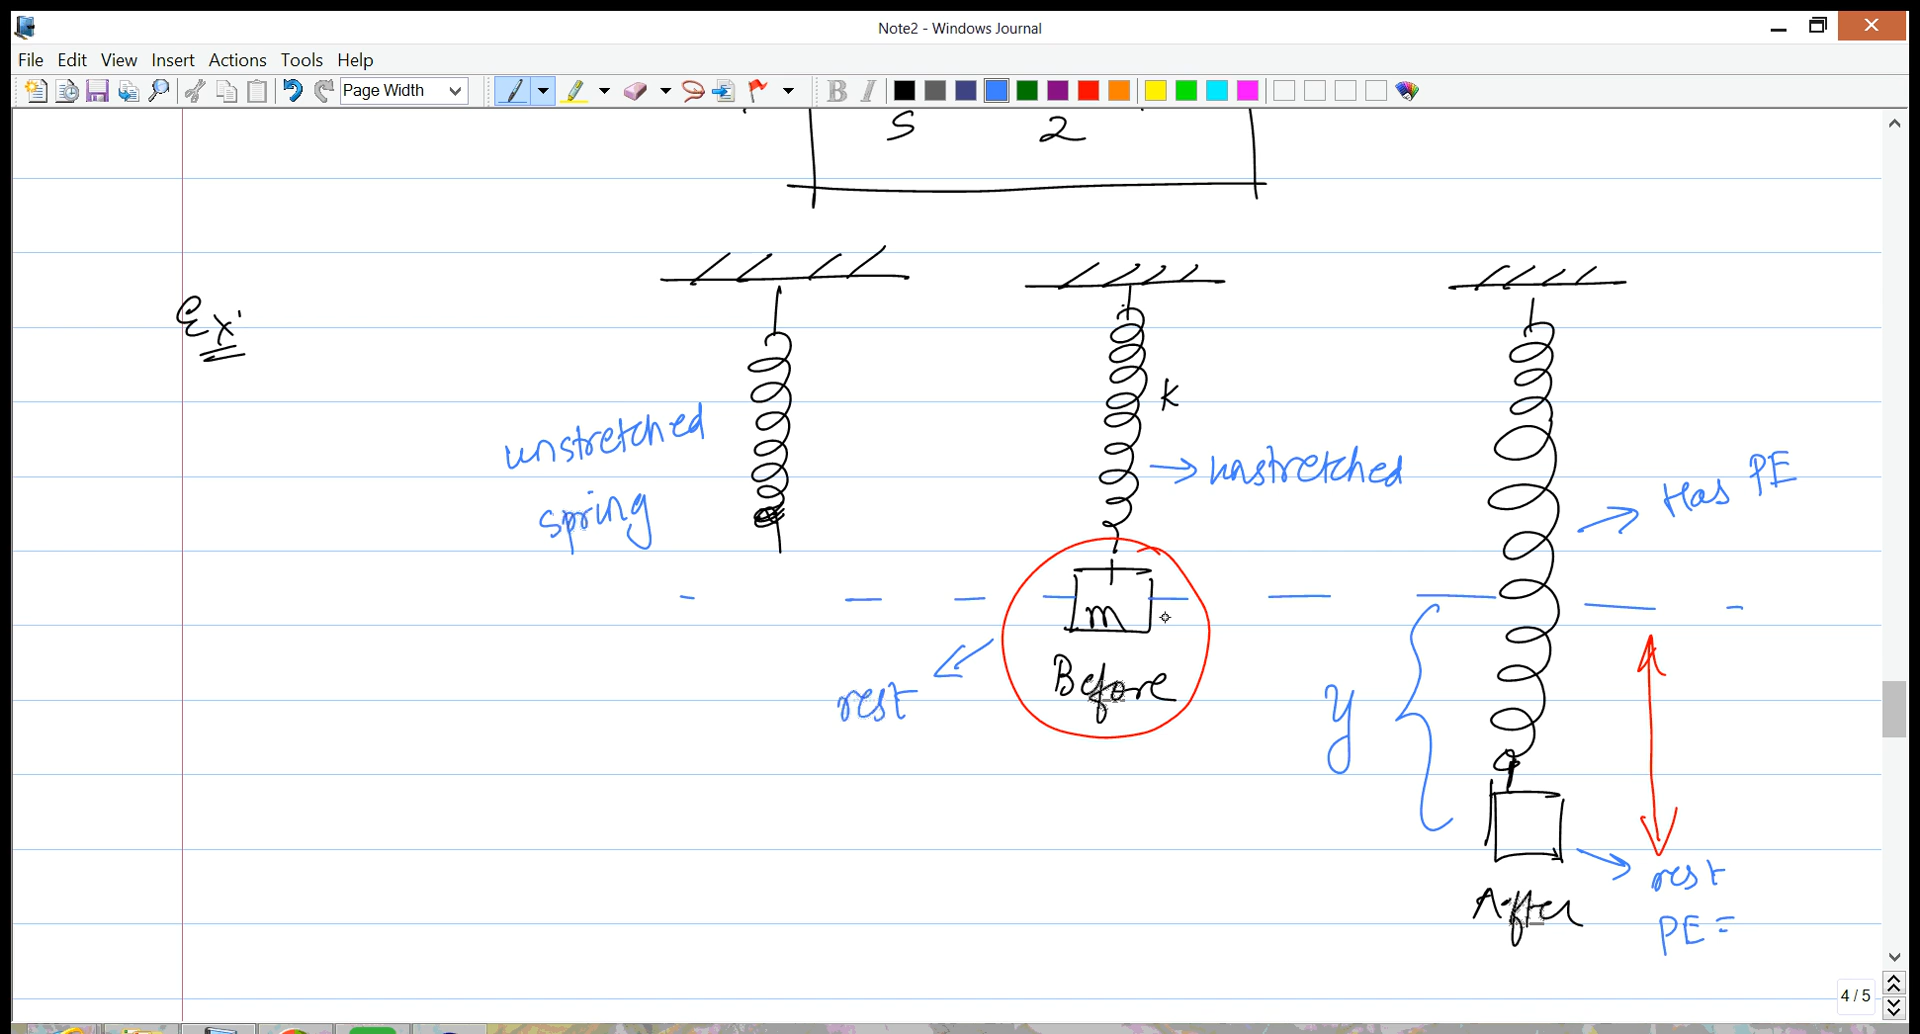 Note2 - Windows Journal
File Edit View Insert Actions Tools Help
Page Width
B I
S 2
Ex.
K
unstretched
spring
→ unstretched
→ Has PE
m
Before
rest
y
→ rest
PE =
After
4 / 5